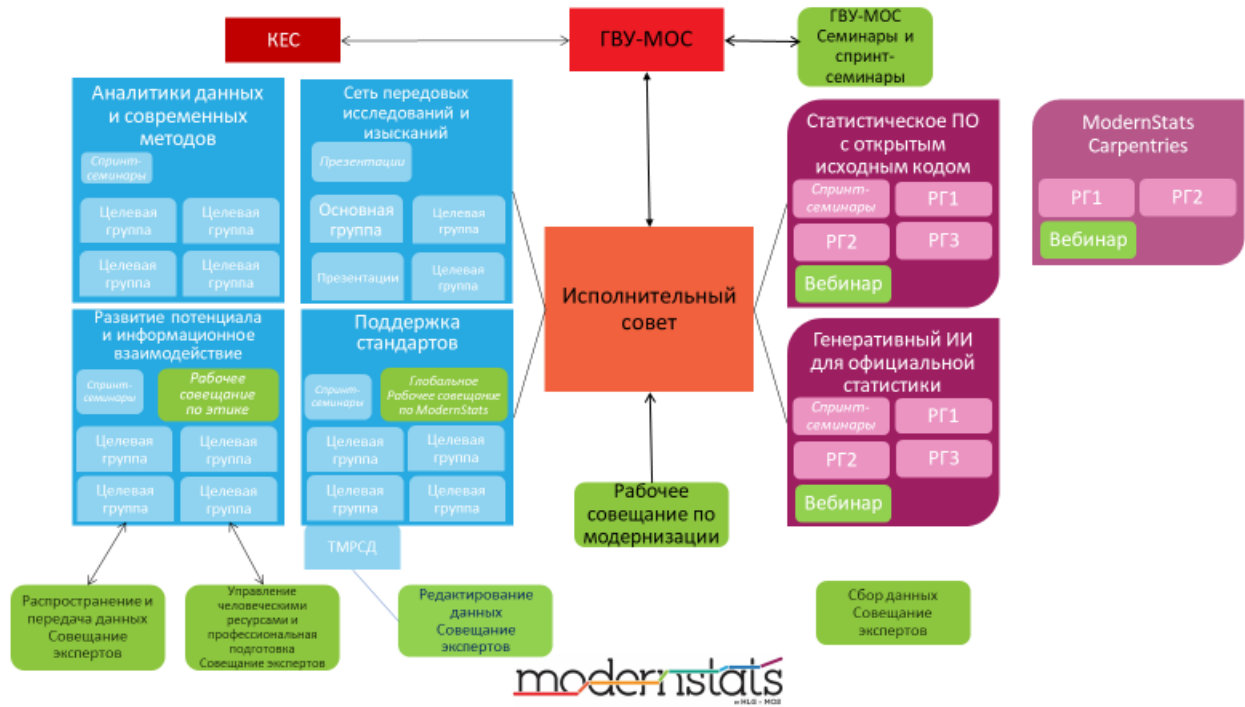 КЕС
ГВУ-МОС
ГВУ-МОС
Семинары и
спринт-
семинары
Аналитики данных
и современных
методов
Спринт-
семинары
Целевая
группа
Целевая
группа
Целевая
группа
Целевая
группа
Сеть передовых
исследований и
изысканий
Презентации
Основная
группа
Целевая
группа
Презентации
Целевая
группа
Развитие потенциала
и информационное
взаимодействие
Спринт-
семинары
Рабочее
совещание
по этике
Целевая
группа
Целевая
группа
Целевая
группа
Целевая
группа
Поддержка
стандартов
Спринт-
семинары
Глобальное
Рабочее совещание
по ModernStats
Целевая
группа
Целевая
группа
Целевая
группа
Целевая
группа
ТМРСД
Исполнительный
совет
Рабочее
совещание по
модернизации
Статистическое ПО
с открытым
исходным кодом
Спринт-
семинары
РГ1
РГ2
РГ3
Вебинар
ModernStats
Carpentries
РГ1
РГ2
Вебинар
Генеративный ИИ
для официальной
статистики
Спринт-
семинары
РГ1
РГ2
РГ3
Вебинар
Распространение и
передача данных
Совещание
экспертов
Управление
человеческими
ресурсами и
профессиональная
подготовка
Совещание экспертов
Редактирование
данных
Совещание
экспертов
Сбор данных
Совещание
экспертов
modernstats
by HLG - MOS